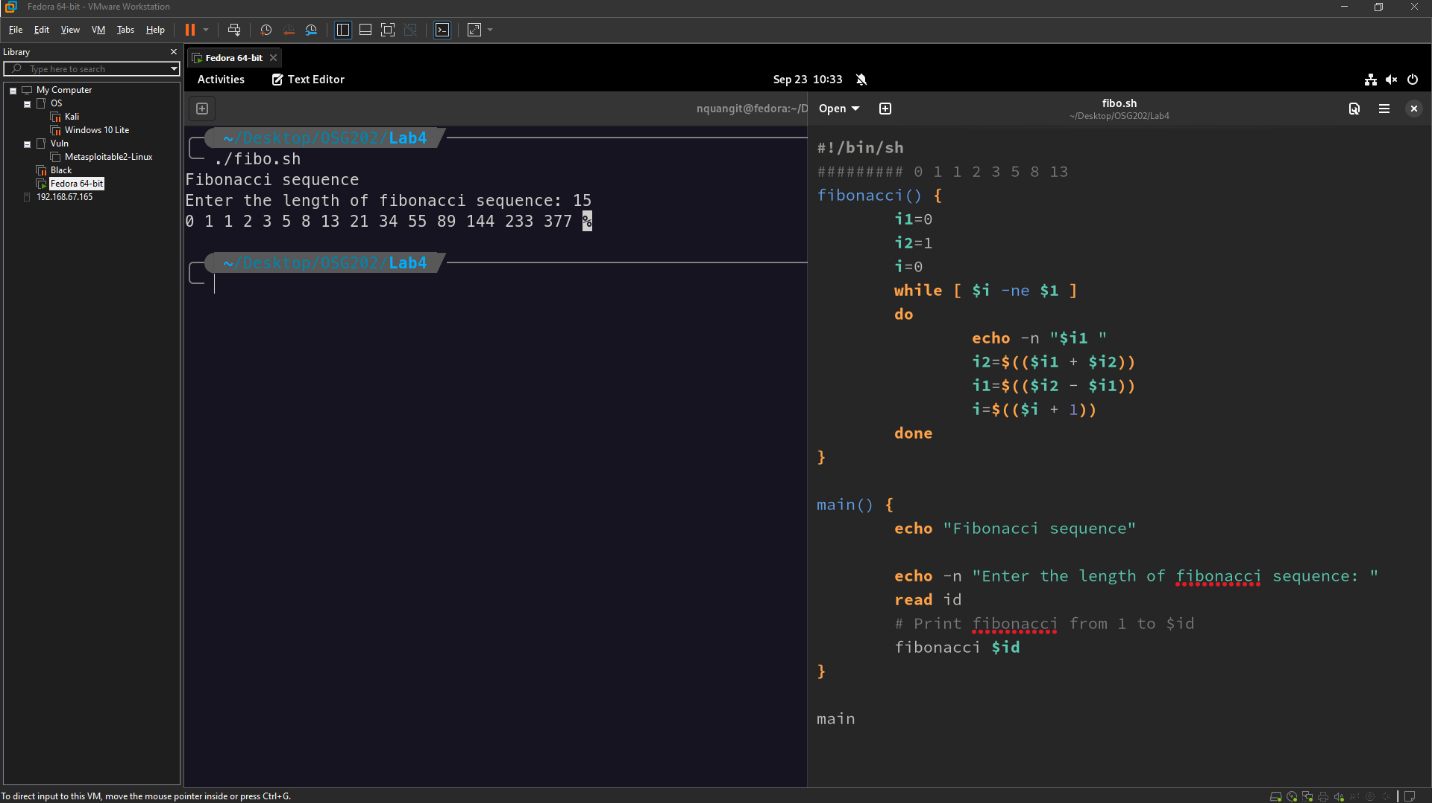 Fedora 64-bit - VMware Workstation
File Edit View VM Tabs Help
Library
Type here to search
My Computer
OS
Kali
Windows 10 Lite
Vuln
Metasploitable2-Linux
Black
Fedora 64-bit
192.168.67.165
Fedora 64-bit
Activities Text Editor Sep 23 10:33
nquangit@fedora:~/D
~/Desktop/OSG202/Lab4
./fibo.sh
Fibonacci sequence
Enter the length of fibonacci sequence: 15
0 1 1 2 3 5 8 13 21 34 55 89 144 233 377 %
~/Desktop/OSG202/Lab4
Open fibo.sh
~/Desktop/OSG202/Lab4
#!/bin/sh
######### 0 1 1 2 3 5 8 13
fibonacci() {
i1=0
i2=1
i=0
while [ $i -ne $1 ]
do
echo -n "$i1 "
i2=$(($i1 + $i2))
i1=$(($i2 - $i1))
i=$(($i + 1))
done
}
main() {
echo "Fibonacci sequence"
echo -n "Enter the length of fibonacci sequence: "
read id
# Print fibonacci from 1 to $id
fibonacci $id
}
main
To direct input to this VM, move the mouse pointer inside or press Ctrl+G.